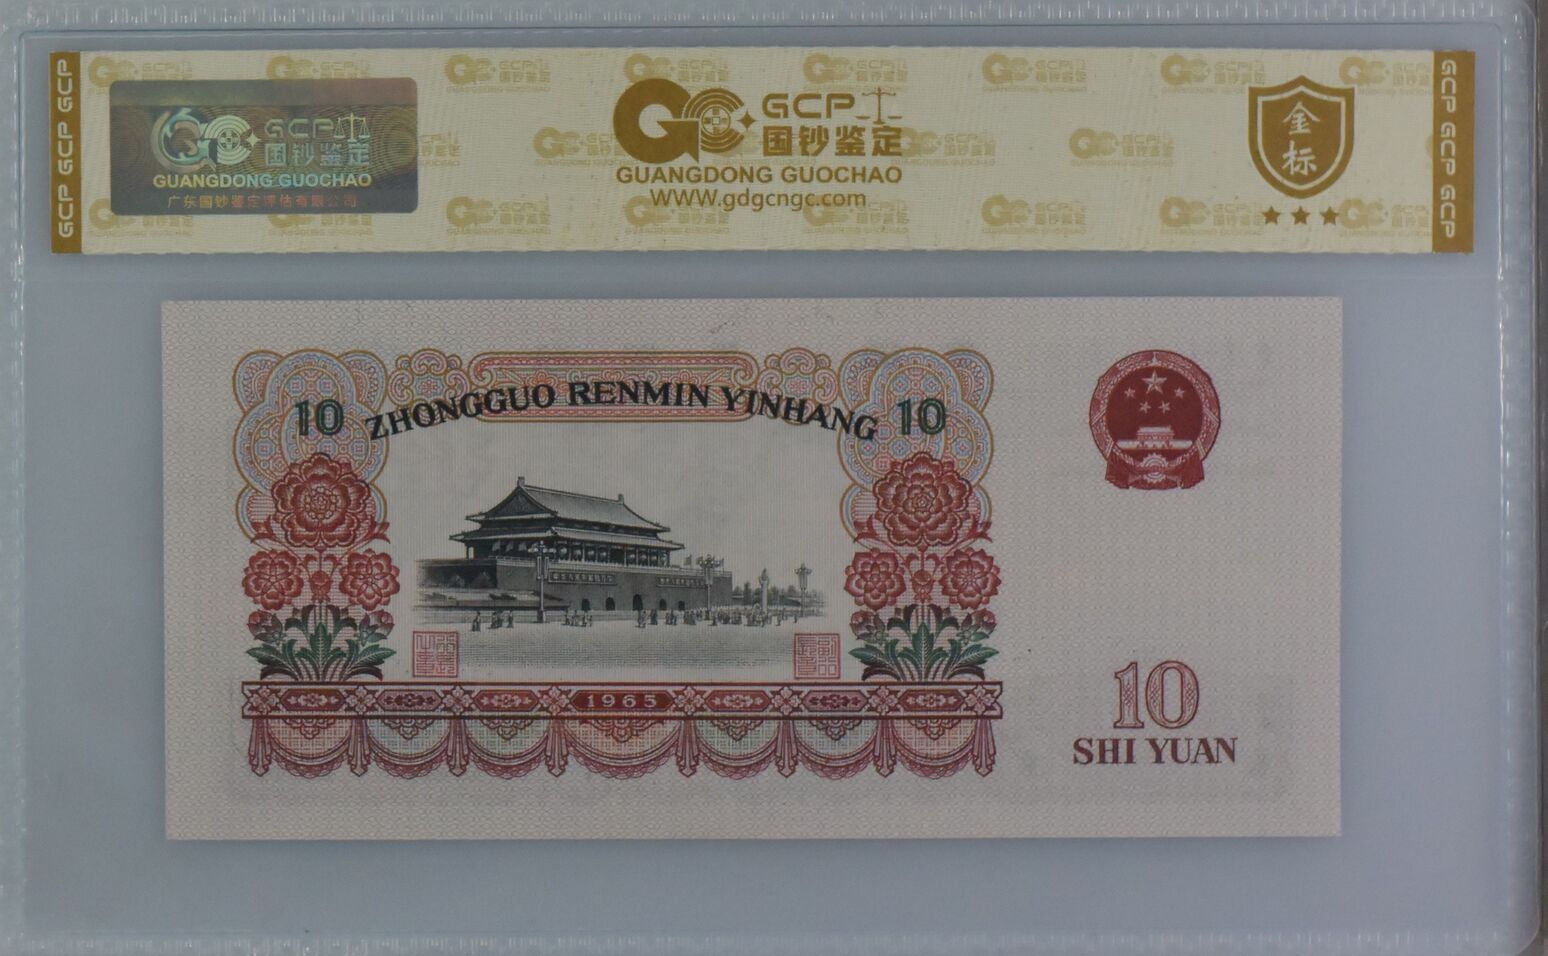 GCP GCP GCP
GCP
国钞鉴定
GUANGDONG GUOCHAO
广东国钞鉴定评估有限公司
GCP
国钞鉴定
GUANGDONG GUOCHAO
WWW.gdgcngc.com
金标
GCP GCP GCP
10 ZHONGGUO RENMIN YINHANG 10
1965
10
SHI YUAN